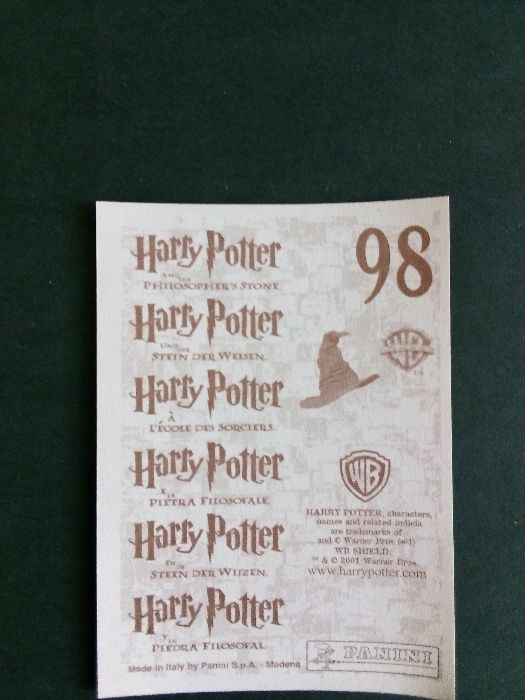 98
Harry Potter
AND THE
PHILOSOPHER'S STONE
Harry Potter
UND DER
STEIN DER WEISEN
Harry Potter
À
L'ÉCOLE DES SORCIERS
Harry Potter
E LA
PIETRA FILOSOFALE
Harry Potter
EN DE
STEEN DER WIJZEN
Harry Potter
Y LA
PIEDRA FILOSOFAL
WB
HARRY POTTER, characters,
names and related indicia
are trademarks of
and © Warner Bros. (s01)
WB SHIELD:
™ & © 2001 Warner Bros.
www.harrypotter.com
PANINI
Made in Italy by Panini S.p.A. - Modena